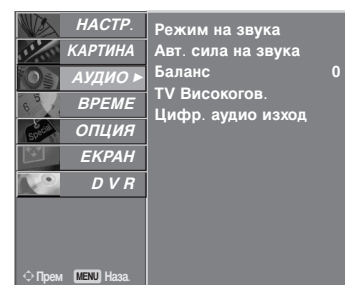 НАСТР.
КАРТИНА
АУДИО ►
ВРЕМЕ
ОПЦИЯ
ЕКРАН
D V R
Режим на звука
Авт. сила на звука
Баланс 0
TV Високогов.
Цифр. аудио изход
Прем MENU Наза.